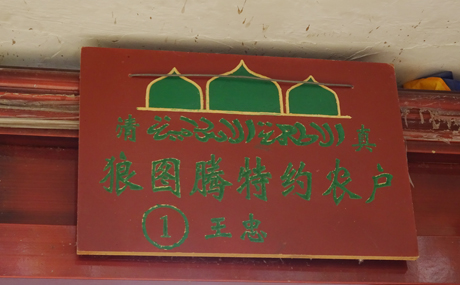 清 真
狼图腾特约农户
① 王忠